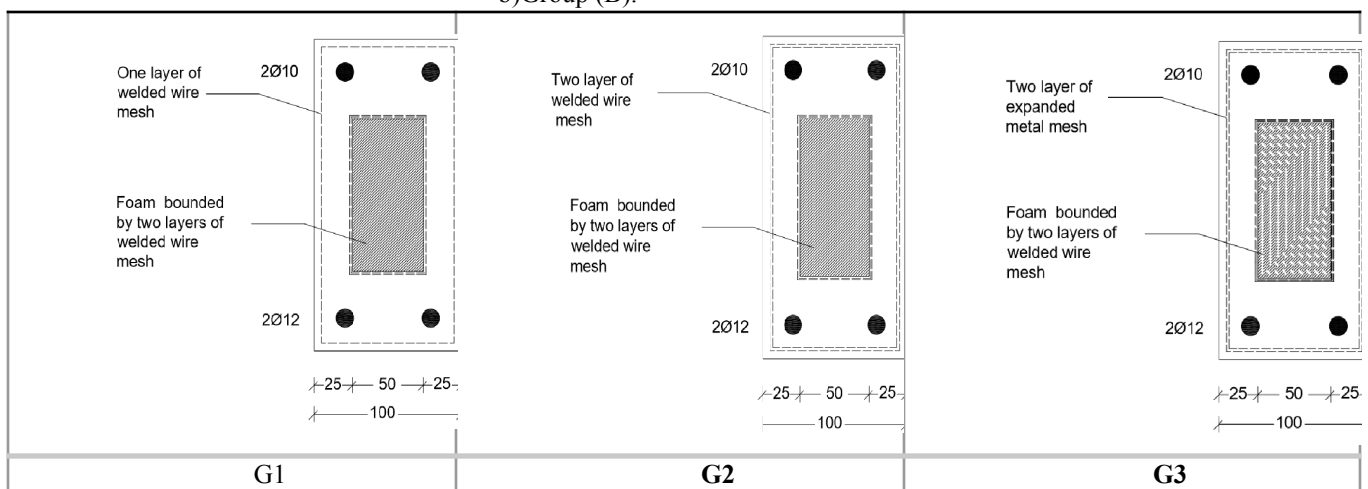 b)Group (B).
One layer of
welded wire
mesh
2Ø10
Foam bounded
by two layers of
welded wire
mesh
2Ø12
25 50 25
100
Two layer of
welded wire
mesh
2Ø10
Foam bounded
by two layers of
welded wire
mesh
2Ø12
25 50 25
100
Two layer of
expanded
metal mesh
2Ø10
Foam bounded
by two layers of
welded wire
mesh
2Ø12
25 50 25
100
G1 G2 G3